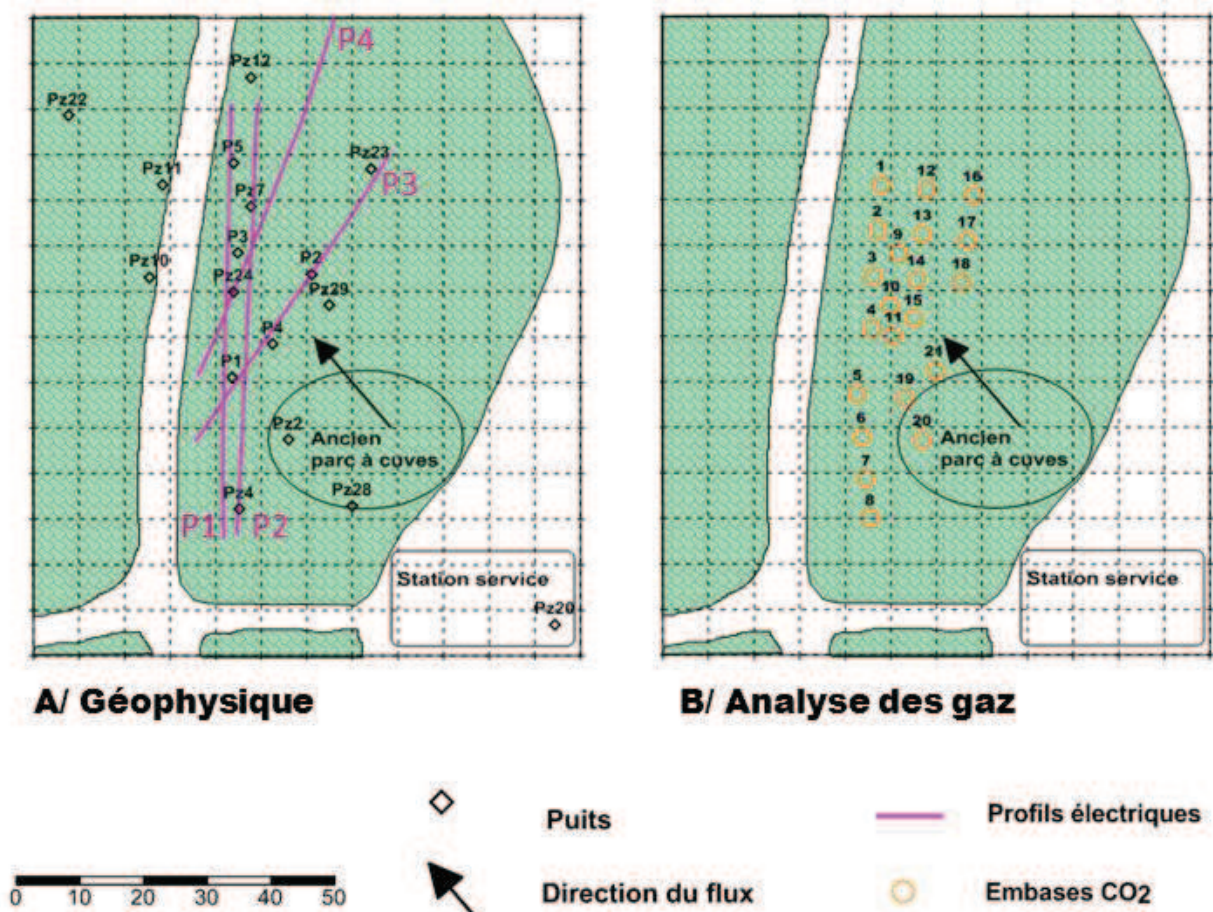 P4
Pz12
Pz22
P5
Pz23
Pz11
P3
Pz7
P3
P2
Pz10
Pz24
Pz29
P4
P1
Pz2
Ancien
parc à cuves
Pz4
Pz28
P1
P2
Station service
Pz20
A/ Géophysique
1
12
16
2
13
17
9
3
14
18
10
15
4
11
21
5
19
6
20
Ancien
parc à cuves
7
8
Station service
B/ Analyse des gaz
Puits
Profils électriques
0 10 20 30 40 50
Direction du flux
Embases CO2